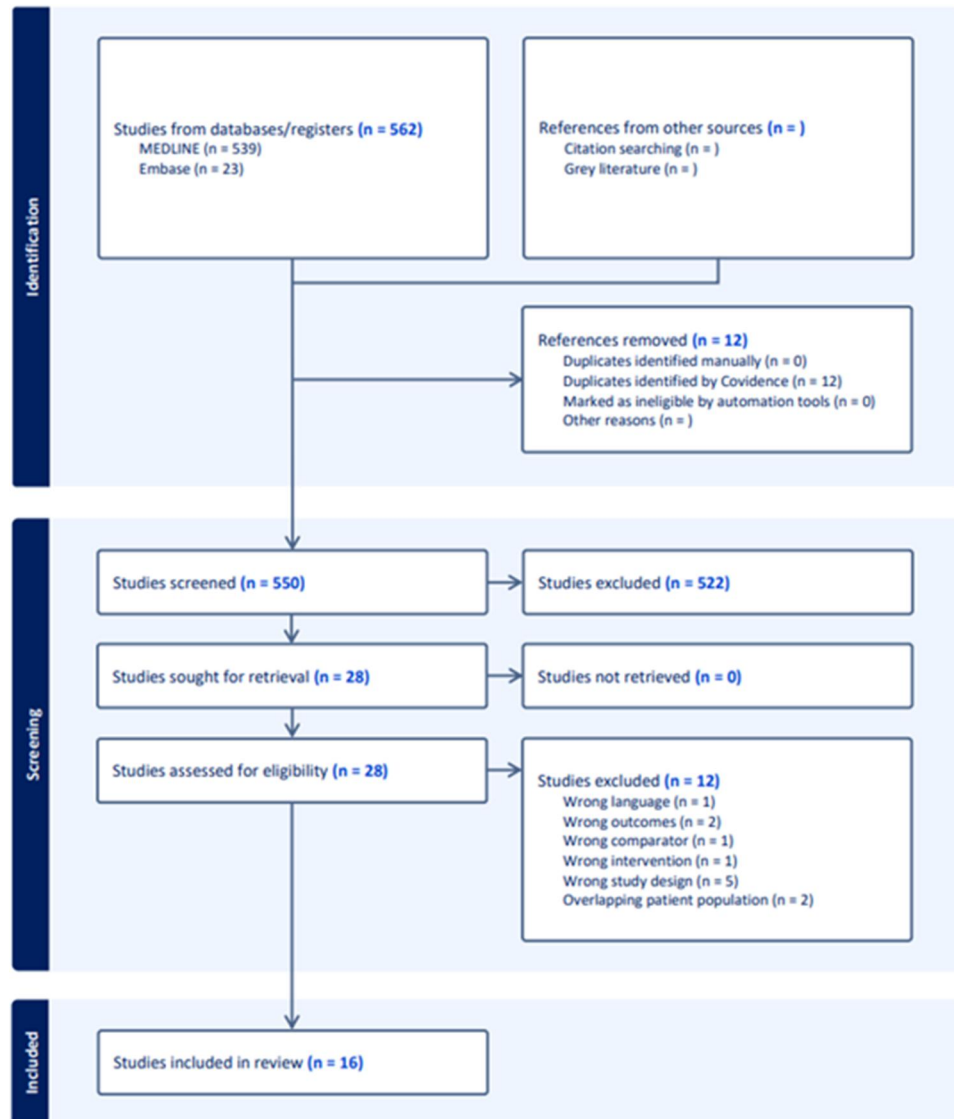 Identification
Studies from databases/registers (n = 562)
MEDLINE (n = 539)
Embase (n = 23)
References from other sources (n = )
Citation searching (n = )
Grey literature (n = )
References removed (n = 12)
Duplicates identified manually (n = 0)
Duplicates identified by Covidence (n = 12)
Marked as ineligible by automation tools (n = 0)
Other reasons (n = )
Screening
Studies screened (n = 550)
Studies excluded (n = 522)
Studies sought for retrieval (n = 28)
Studies not retrieved (n = 0)
Studies assessed for eligibility (n = 28)
Studies excluded (n = 12)
Wrong language (n = 1)
Wrong outcomes (n = 2)
Wrong comparator (n = 1)
Wrong intervention (n = 1)
Wrong study design (n = 5)
Overlapping patient population (n = 2)
Included
Studies included in review (n = 16)